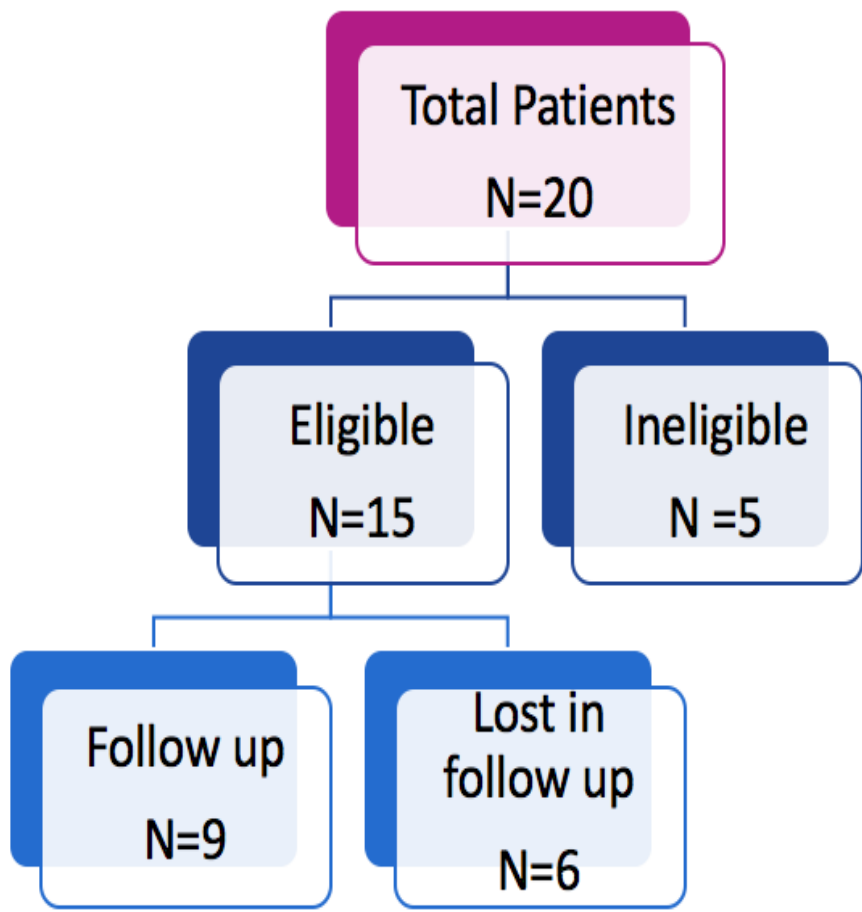 Total Patients
N=20
Eligible
N=15
Ineligible
N =5
Follow up
N=9
Lost in
follow up
N=6